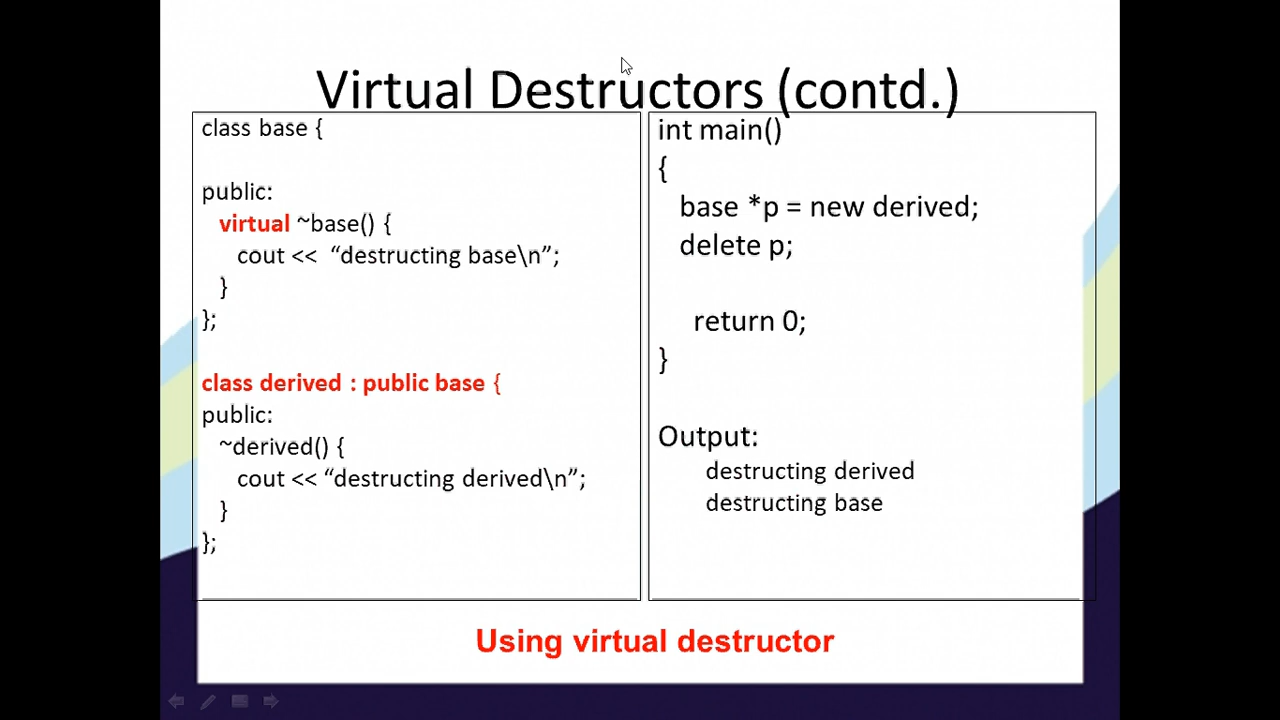 Virtual Destructors (contd.)
class base {
public:
virtual ~base() {
cout << “destructing base\n”;
}
};
class derived : public base {
public:
~derived() {
cout << “destructing derived\n”;
}
};
int main()
{
base *p = new derived;
delete p;
return 0;
}
Output:
destructing derived
destructing base
Using virtual destructor